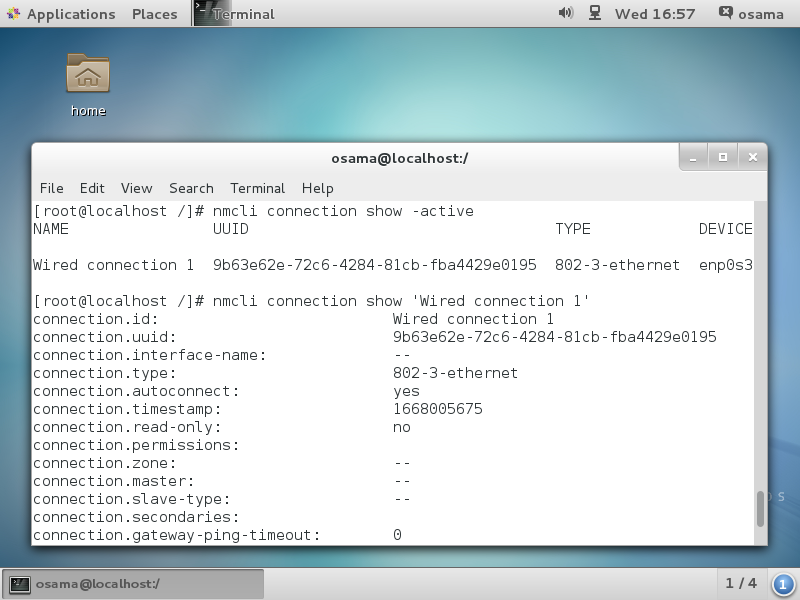 Applications Places Terminal Wed 16:57 osama
home
osama@localhost:/
File Edit View Search Terminal Help
[root@localhost /]# nmcli connection show -active
NAME UUID TYPE DEVICE
Wired connection 1 9b63e62e-72c6-4284-81cb-fba4429e0195 802-3-ethernet enp0s3
[root@localhost /]# nmcli connection show 'Wired connection 1'
connection.id: Wired connection 1
connection.uuid: 9b63e62e-72c6-4284-81cb-fba4429e0195
connection.interface-name: --
connection.type: 802-3-ethernet
connection.autoconnect: yes
connection.timestamp: 1668005675
connection.read-only: no
connection.permissions:
connection.zone: --
connection.master: --
connection.slave-type: --
connection.secondaries:
connection.gateway-ping-timeout: 0
osama@localhost:/ 1 / 4 1